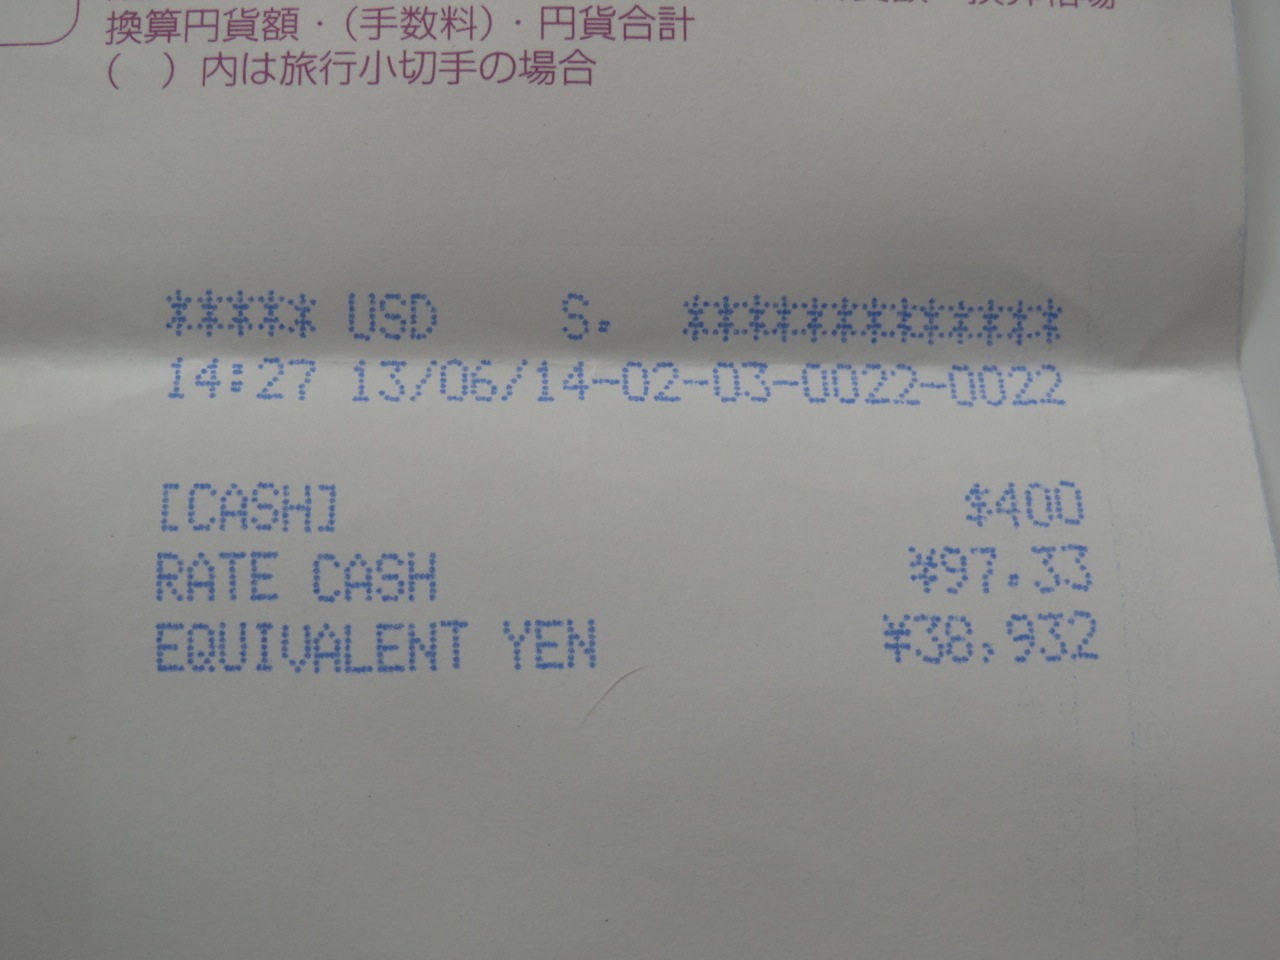 換算円貨額・(手数料)・円貨合計
( )内は旅行小切手の場合
***** USD S. *************
14:27 13/06/14-02-03-0022-0022
[CASH] $400
RATE CASH ¥97.33
EQUIVALENT YEN ¥38,932